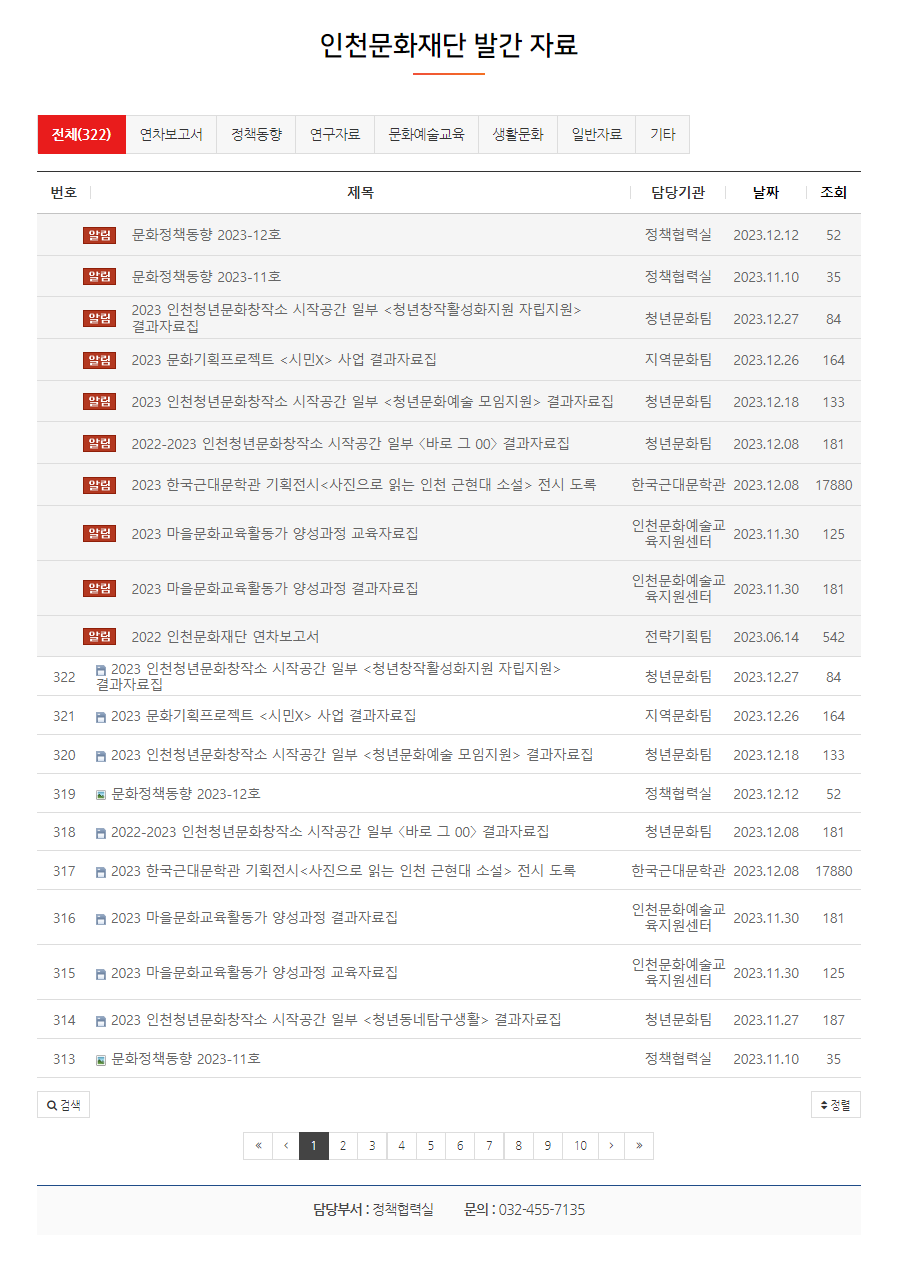 인천문화재단 발간 자료
전체(322) 연차보고서 정책동향 연구자료 문화예술교육 생활문화 일반자료 기타
번호 제목 담당기관 날짜 조회
알림 문화정책동향 2023-12호 정책협력실 2023.12.12 52
알림 문화정책동향 2023-11호 정책협력실 2023.11.10 35
알림 2023 인천청년문화창작소 시작공간 일부 <청년창작활성화지원 자립지원>
결과자료집 청년문화팀 2023.12.27 84
알림 2023 문화기획프로젝트 <시민X> 사업 결과자료집 지역문화팀 2023.12.26 164
알림 2023 인천청년문화창작소 시작공간 일부 <청년문화예술 모임지원> 결과자료집 청년문화팀 2023.12.18 133
알림 2022-2023 인천청년문화창작소 시작공간 일부 〈바로 그 00〉 결과자료집 청년문화팀 2023.12.08 181
알림 2023 한국근대문학관 기획전시<사진으로 읽는 인천 근현대 소설> 전시 도록 한국근대문학관 2023.12.08 17880
알림 2023 마을문화교육활동가 양성과정 교육자료집 인천문화예술교
육지원센터 2023.11.30 125
알림 2023 마을문화교육활동가 양성과정 결과자료집 인천문화예술교
육지원센터 2023.11.30 181
알림 2022 인천문화재단 연차보고서 전략기획팀 2023.06.14 542
322 2023 인천청년문화창작소 시작공간 일부 <청년창작활성화지원 자립지원>
결과자료집 청년문화팀 2023.12.27 84
321 2023 문화기획프로젝트 <시민X> 사업 결과자료집 지역문화팀 2023.12.26 164
320 2023 인천청년문화창작소 시작공간 일부 <청년문화예술 모임지원> 결과자료집 청년문화팀 2023.12.18 133
319 문화정책동향 2023-12호 정책협력실 2023.12.12 52
318 2022-2023 인천청년문화창작소 시작공간 일부 〈바로 그 00〉 결과자료집 청년문화팀 2023.12.08 181
317 2023 한국근대문학관 기획전시<사진으로 읽는 인천 근현대 소설> 전시 도록 한국근대문학관 2023.12.08 17880
316 2023 마을문화교육활동가 양성과정 결과자료집 인천문화예술교
육지원센터 2023.11.30 181
315 2023 마을문화교육활동가 양성과정 교육자료집 인천문화예술교
육지원센터 2023.11.30 125
314 2023 인천청년문화창작소 시작공간 일부 <청년동네탐구생활> 결과자료집 청년문화팀 2023.11.27 187
313 문화정책동향 2023-11호 정책협력실 2023.11.10 35
검색 정렬
« ‹ 1 2 3 4 5 6 7 8 9 10 › »
담당부서 : 정책협력실 문의 : 032-455-7135